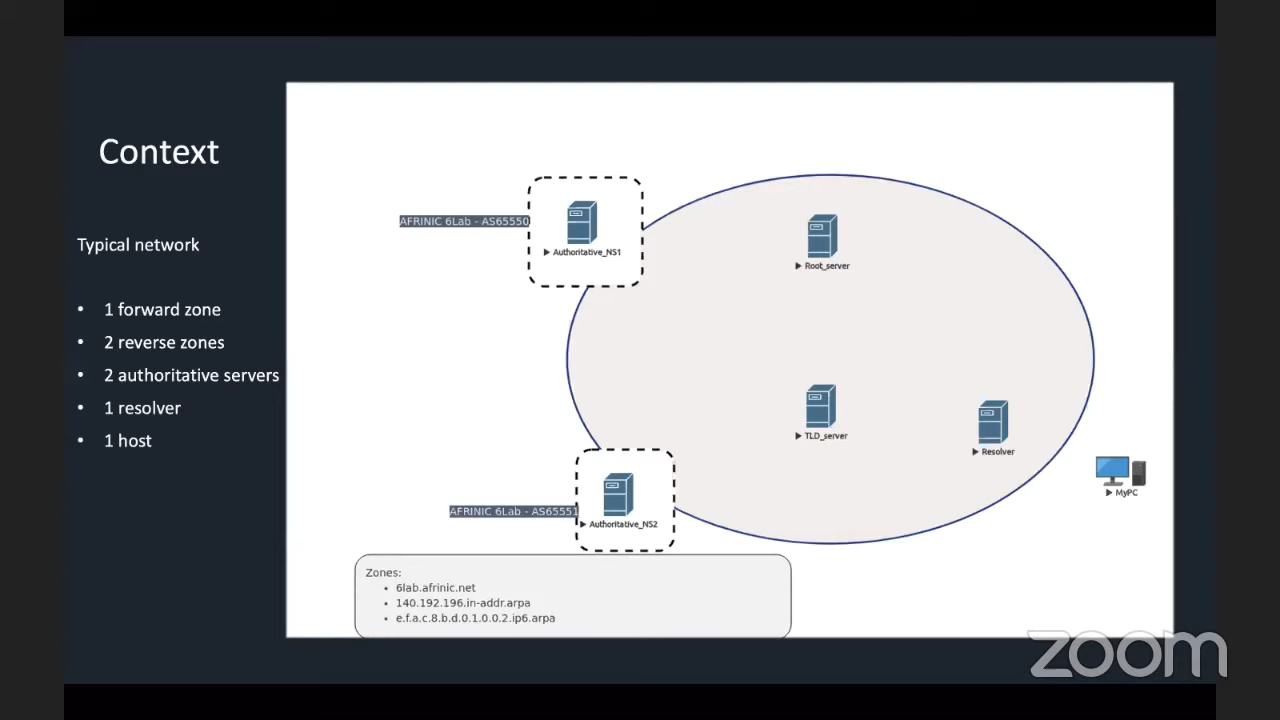 Context
Typical network
• 1 forward zone
• 2 reverse zones
• 2 authoritative servers
• 1 resolver
• 1 host
AFRINIC 6Lab - AS65550
Authoritative_NS1
Root_server
TLD_server
Resolver
MyPC
AFRINIC 6Lab - AS65551
Authoritative_NS2
Zones:
• 6lab.afrinic.net
• 140.192.196.in-addr.arpa
• e.f.a.c.8.b.d.0.1.0.0.2.ip6.arpa
zoom